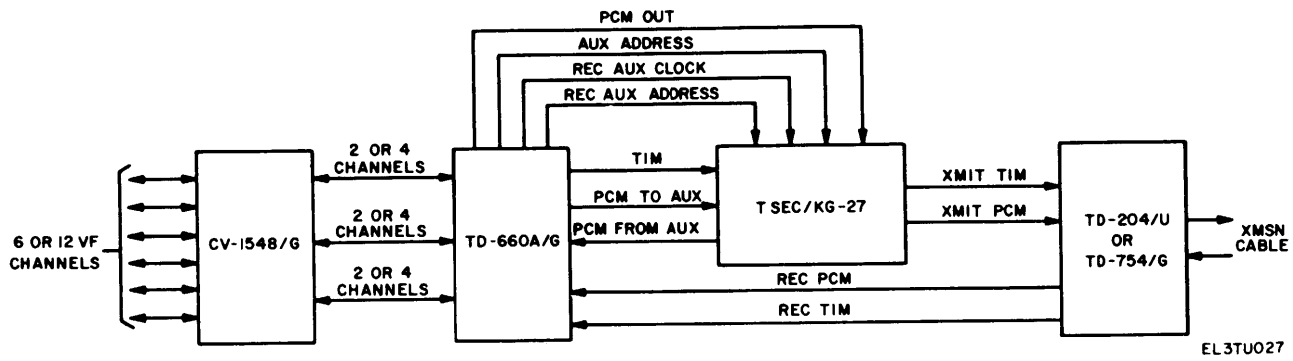 PCM OUT
AUX ADDRESS
REC AUX CLOCK
REC AUX ADDRESS
6 OR 12 VF
CHANNELS
CV-1548/G
2 OR 4
CHANNELS
2 OR 4
CHANNELS
2 OR 4
CHANNELS
TD-660A/G
TIM
PCM TO AUX
PCM FROM AUX
TSEC/KG-27
XMIT TIM
XMIT PCM
REC PCM
REC TIM
TD-204/U
OR
TD-754/G
XMSN
CABLE
EL3TU027